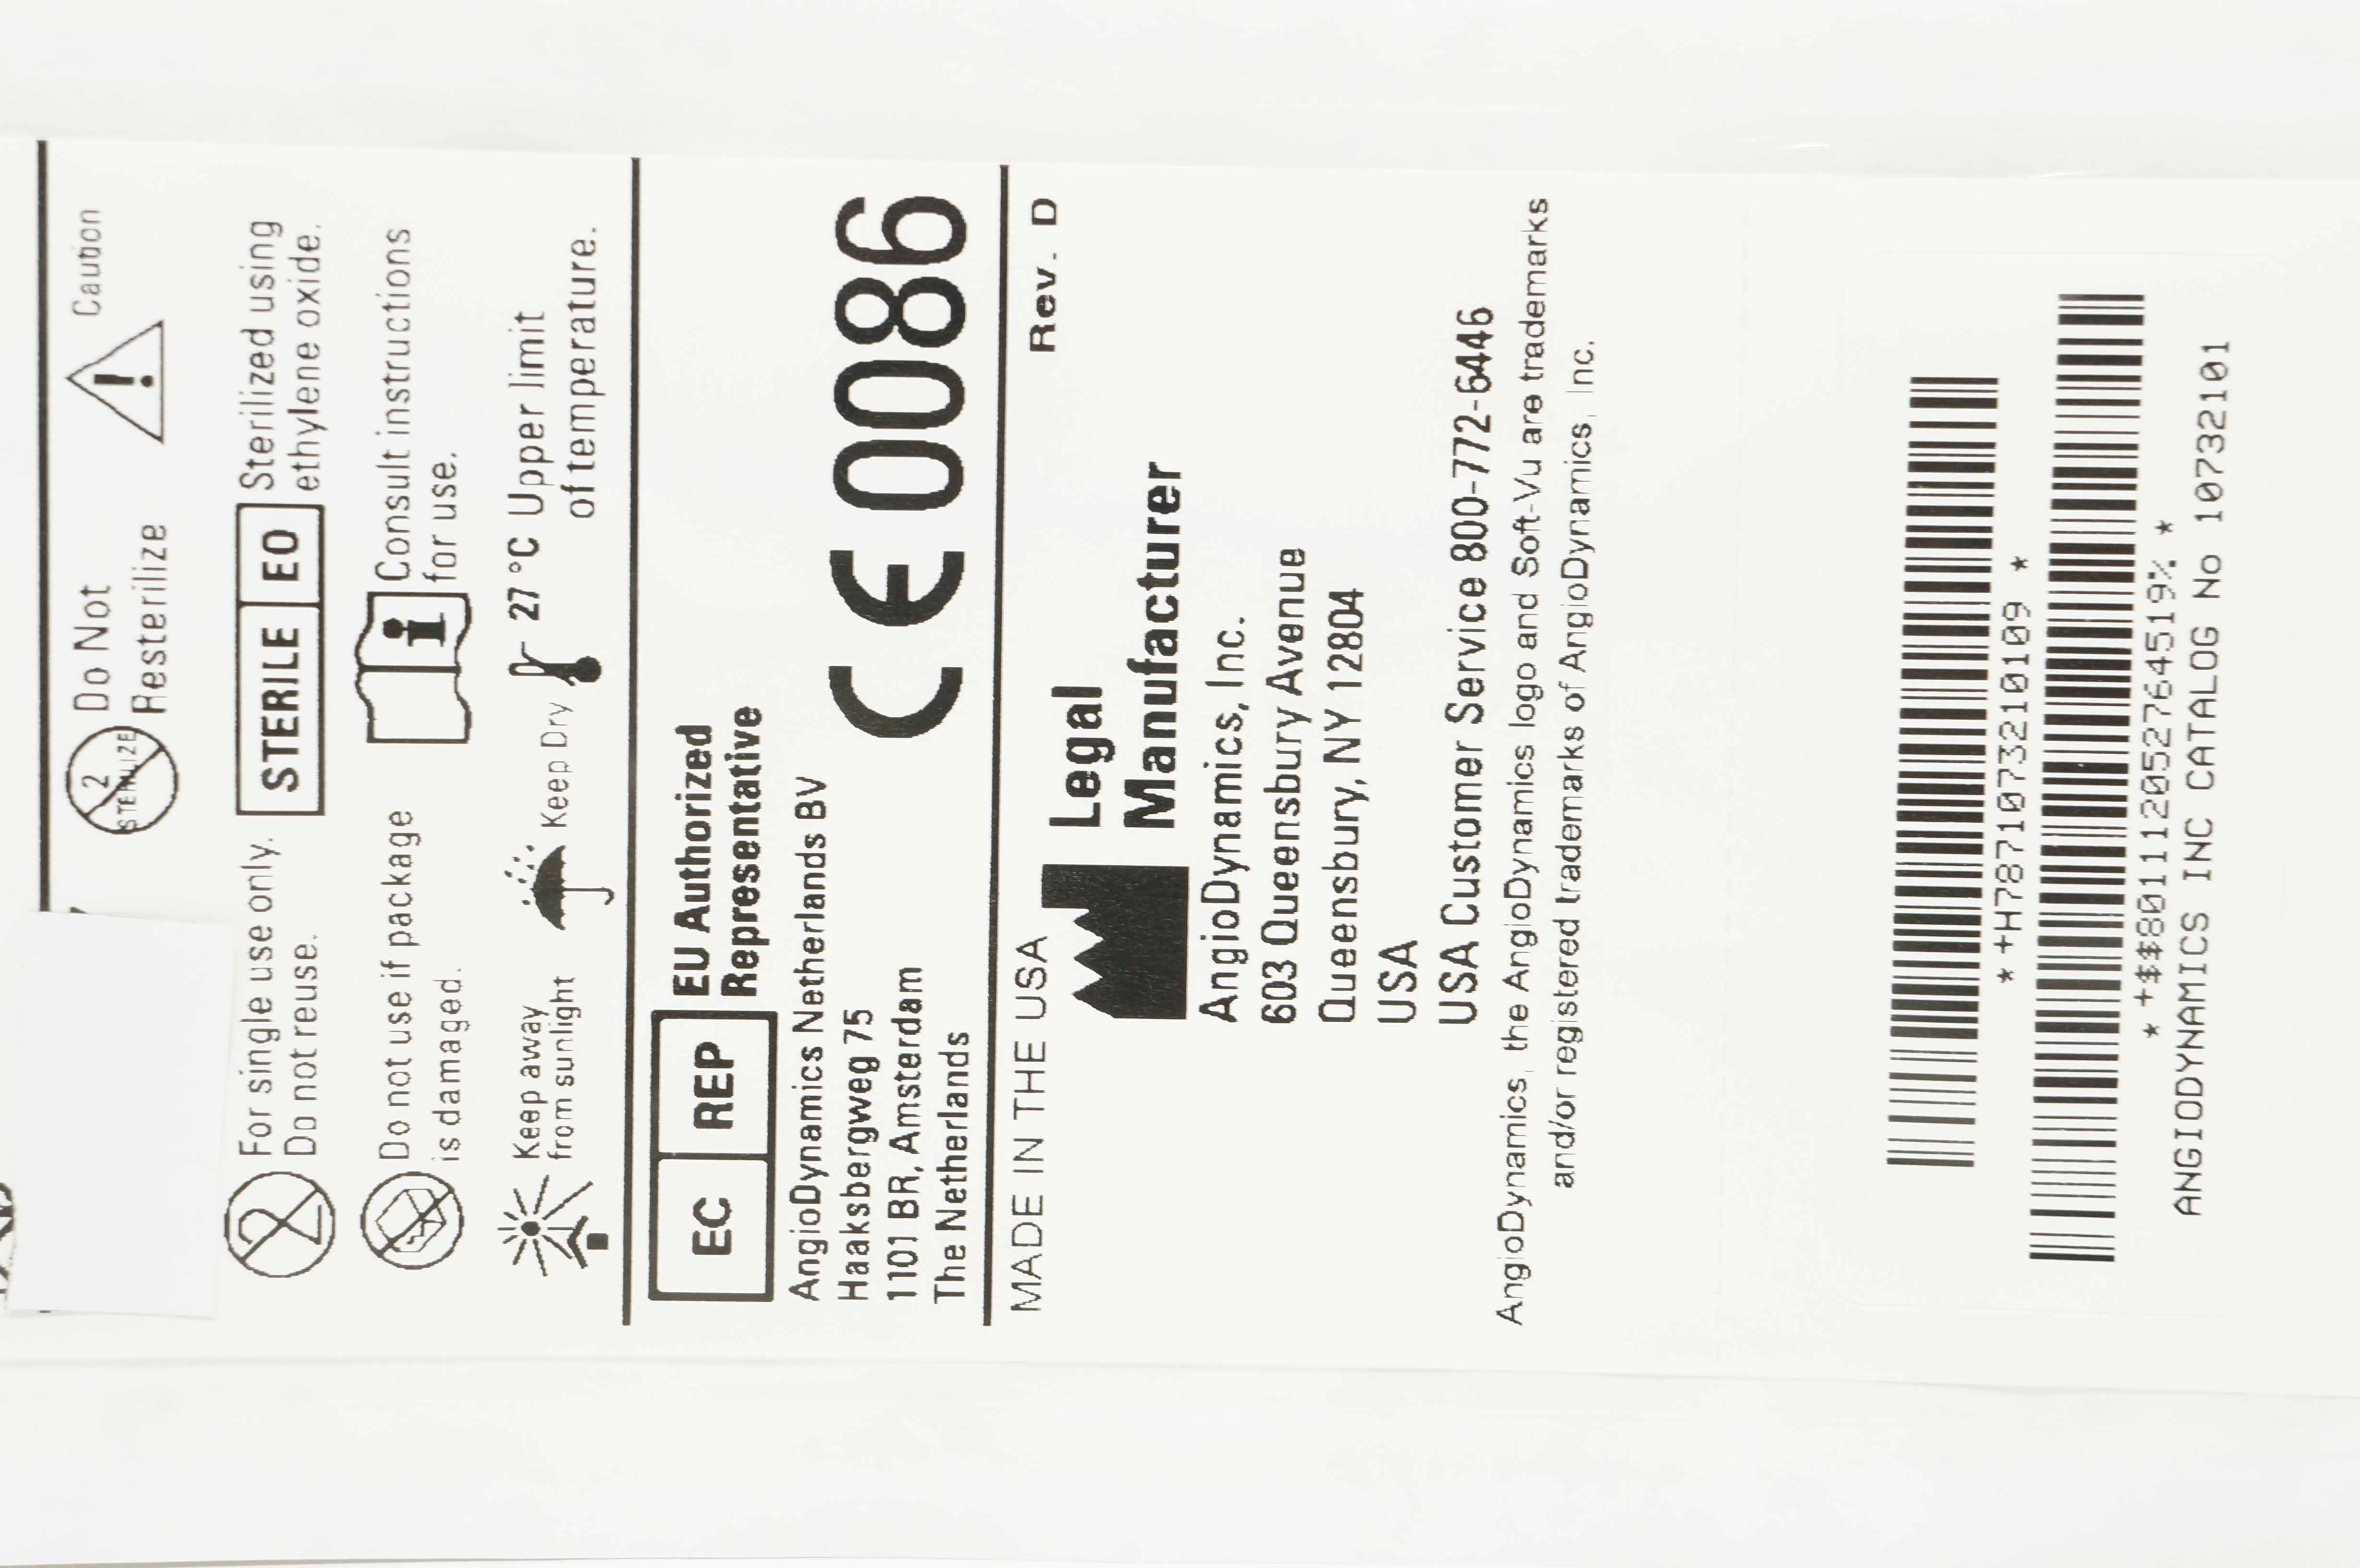 2
STERILIZE
Do Not
Resterilize
Caution
For single use only.
Do not reuse.
2
STERILE EO
Sterilized using
ethylene oxide.
Do not use if package
is damaged.
i
Consult instructions
for use.
Keep away
from sunlight
Keep Dry
27 °C
Upper limit
of temperature.
EC REP
EU Authorized
Representative
AngioDynamics Netherlands BV
Haaksbergweg 75
1101 BR, Amsterdam
The Netherlands
CE 0086
MADE IN THE USA
Rev. D
Legal
Manufacturer
AngioDynamics, Inc.
603 Queensbury Avenue
Queensbury, NY 12804
USA
USA Customer Service 800-772-6446
AngioDynamics, the AngioDynamics logo and Soft-Vu are trademarks
and/or registered trademarks of AngioDynamics, Inc.
* +H787107321010109 *
* +$$801112052764519% *
ANGIODYNAMICS INC CATALOG No 10732101